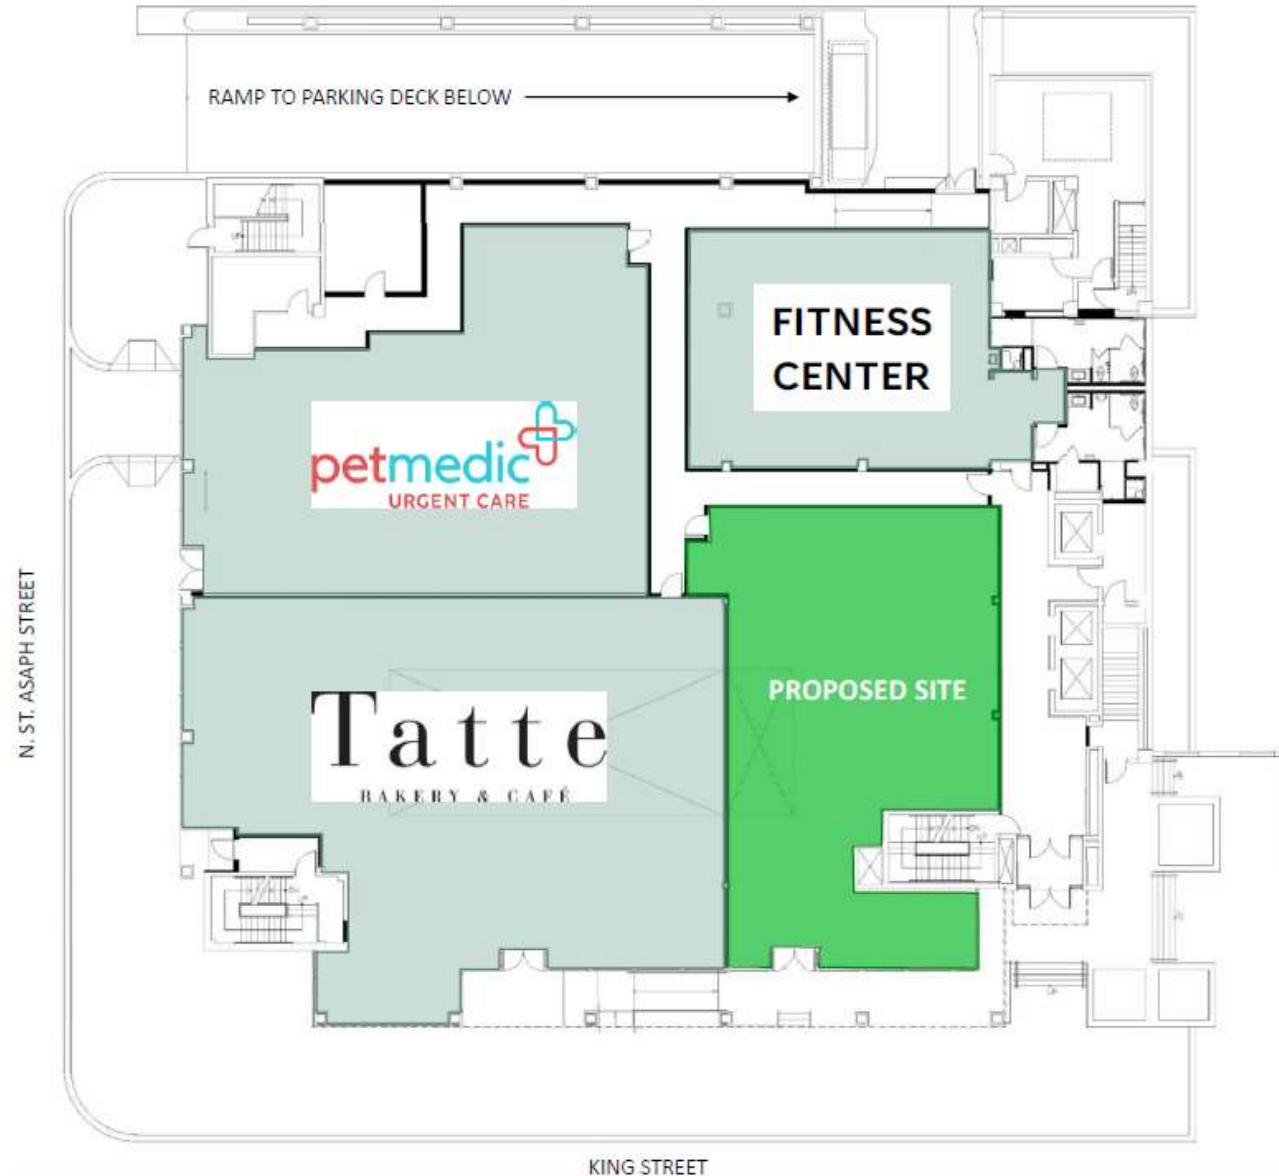 RAMP TO PARKING DECK BELOW
FITNESS
CENTER
petmedic
URGENT CARE
N. ST. ASAPH STREET
PROPOSED SITE
Tatte
BAKERY & CAFÉ
KING STREET